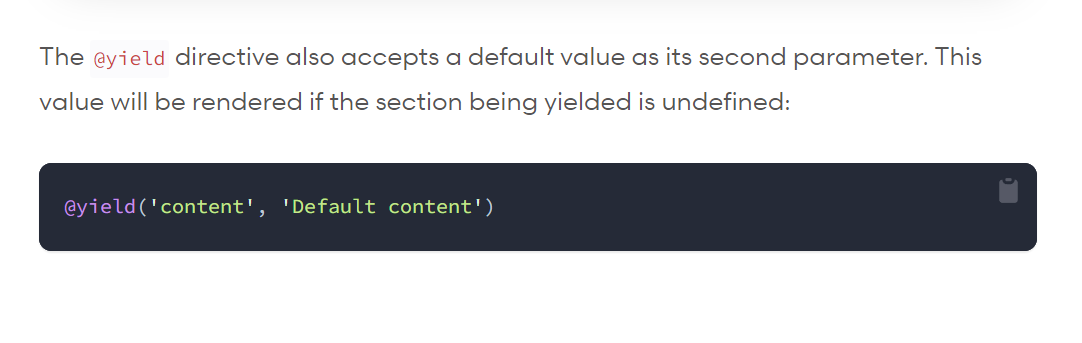 The @yield directive also accepts a default value as its second parameter. This
value will be rendered if the section being yielded is undefined:
@yield('content', 'Default content')